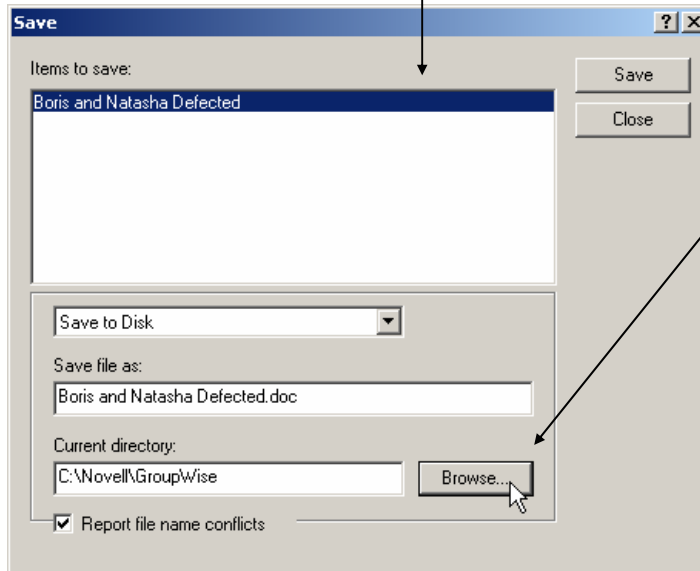 Save
Items to save:
Save
Boris and Natasha Defected
Close
Save to Disk
Save file as:
Boris and Natasha Defected.doc
Current directory:
C:\Novell\GroupWise
Browse...
Report file name conflicts